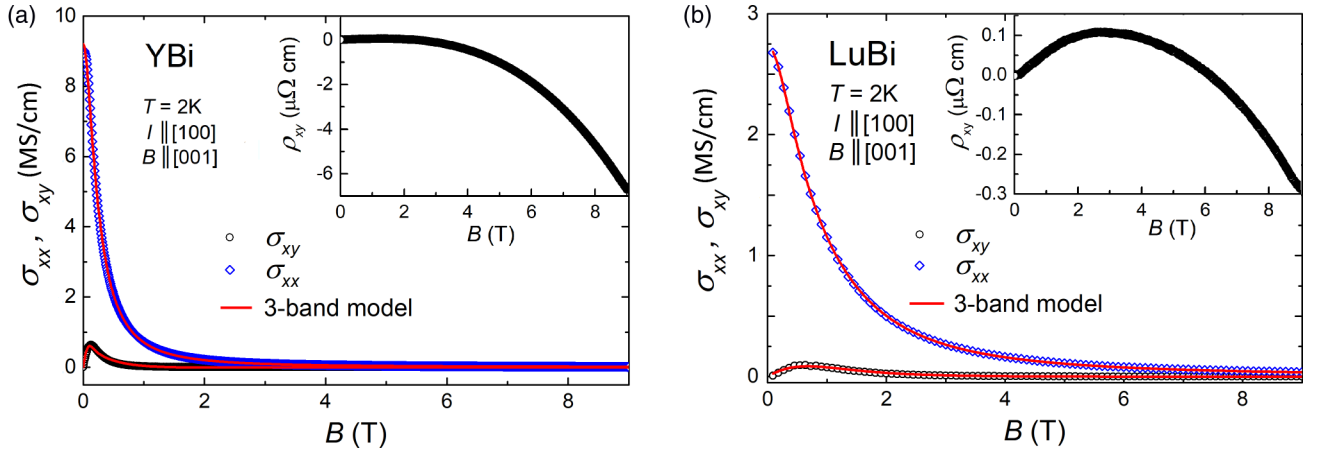 (a)
10
8
6
4
2
0
0
2
4
6
8
σxx , σxy (MS/cm)
B (T)
YBi
T = 2K
I || [100]
B || [001]
σxy
σxx
3-band model
0
-2
-4
-6
0
2
4
6
8
ρxy (μΩ cm)
B (T)
(b)
3
2
1
0
0
2
4
6
8
σxx , σxy (MS/cm)
B (T)
LuBi
T = 2K
I || [100]
B || [001]
σxy
σxx
3-band model
0.1
0.0
-0.1
-0.2
-0.3
0
2
4
6
8
ρxy (μΩ cm)
B (T)